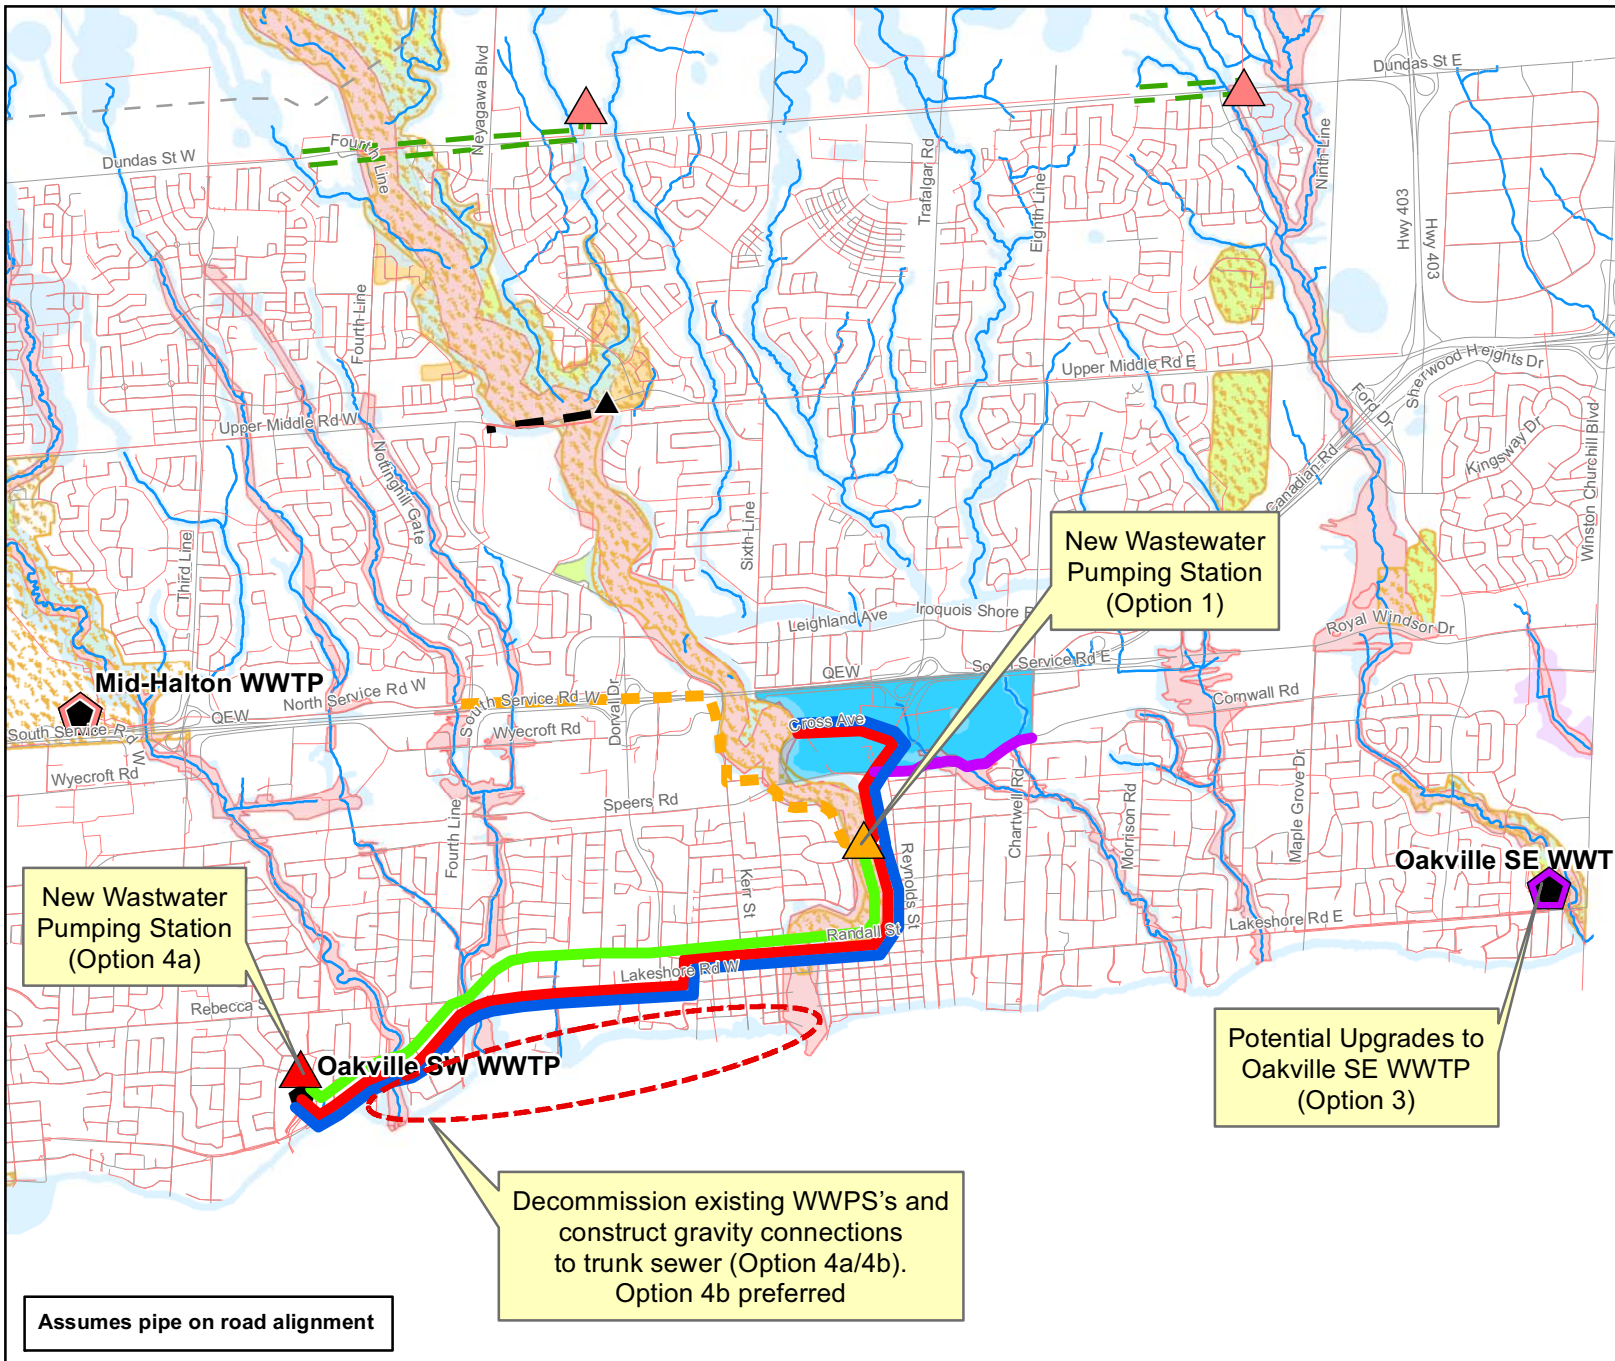 Dundas St E
Neyagawa Blvd
Fourth Line
Dundas St W
Trafalgar Rd
Eighth Line
Ninth Line
Hwy 403
Hwy 403
Fourth Line
Upper Middle Rd E
Sherwood Heights Dr
Ford Dr
Upper Middle Rd W
Nottinghill Gate
Kingsway Dr
Canadian Rd
Winston Churchill Blvd
Sixth Line
Third Line
New Wastewater
Pumping Station
(Option 1)
Iroquois Shore R
Leighland Ave
Royal Windsor Dr
QEW
South Service Rd E
Mid-Halton WWTP
North Service Rd W
South Service Rd W
Dorval Dr
Cornwall Rd
QEW
South Service Rd W
Wyecroft Rd
Cross Ave
Wyecroft Rd
Speers Rd
Chartwell Rd
Morrison Rd
Maple Grove Dr
Fourth Line
Kerr St
Reynolds St
Oakville SE WWT
New Wastwater
Pumping Station
(Option 4a)
Lakeshore Rd E
Randall St
Lakeshore Rd W
Rebecca S
Oakville SW WWTP
Potential Upgrades to
Oakville SE WWTP
(Option 3)
Decommission existing WWPS's and
construct gravity connections
to trunk sewer (Option 4a/4b).
Option 4b preferred
Assumes pipe on road alignment